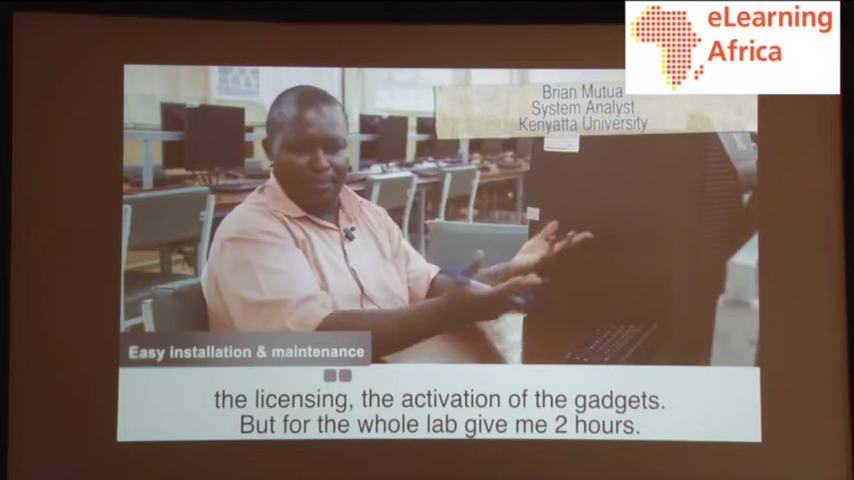 eLearning
Africa
Brian Mutua
System Analyst
Kenyatta University
Easy installation & maintenance
the licensing, the activation of the gadgets.
But for the whole lab give me 2 hours.